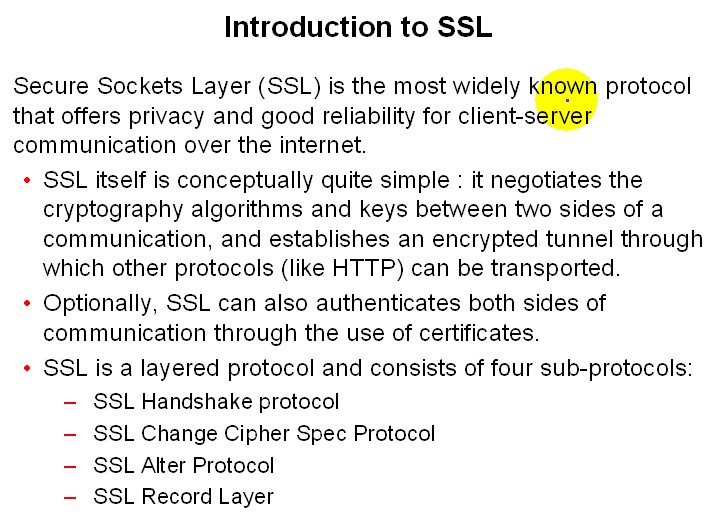 Introduction to SSL
Secure Sockets Layer (SSL) is the most widely known protocol
that offers privacy and good reliability for client-server
communication over the internet.
• SSL itself is conceptually quite simple : it negotiates the
cryptography algorithms and keys between two sides of a
communication, and establishes an encrypted tunnel through
which other protocols (like HTTP) can be transported.
• Optionally, SSL can also authenticates both sides of
communication through the use of certificates.
• SSL is a layered protocol and consists of four sub-protocols:
– SSL Handshake protocol
– SSL Change Cipher Spec Protocol
– SSL Alter Protocol
– SSL Record Layer